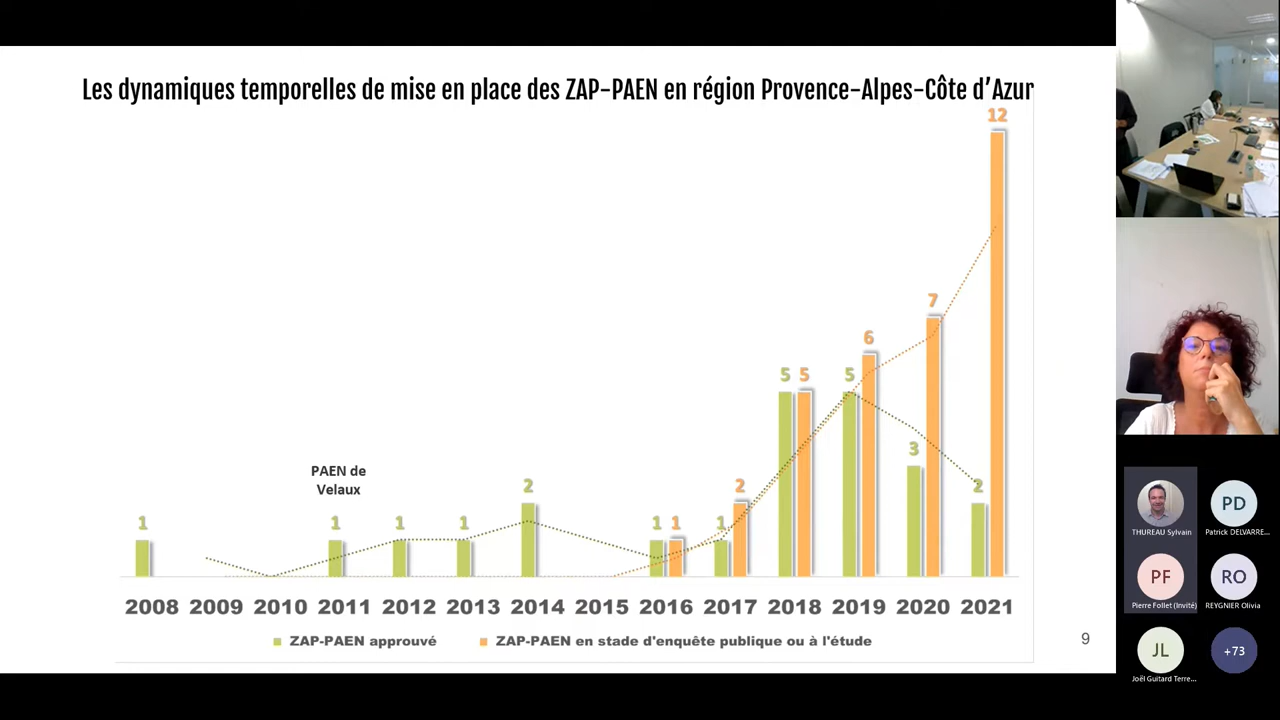 Les dynamiques temporelles de mise en place des ZAP-PAEN en région Provence-Alpes-Côte d'Azur
12
7
6
5
5
5
3
PAEN de
Velaux
2
2
2
1
1
1
1
1
1
1
2008
2009
2010
2011
2012
2013
2014
2015
2016
2017
2018
2019
2020
2021
ZAP-PAEN approuvé
ZAP-PAEN en stade d'enquête publique ou à l'étude
9
THUREAU Sylvain
PD
Patrick DELVARRE...
PF
Pierre Follet (Invité)
RO
REYGNIER Olivia
JL
Joël Guitard Terre...
+73